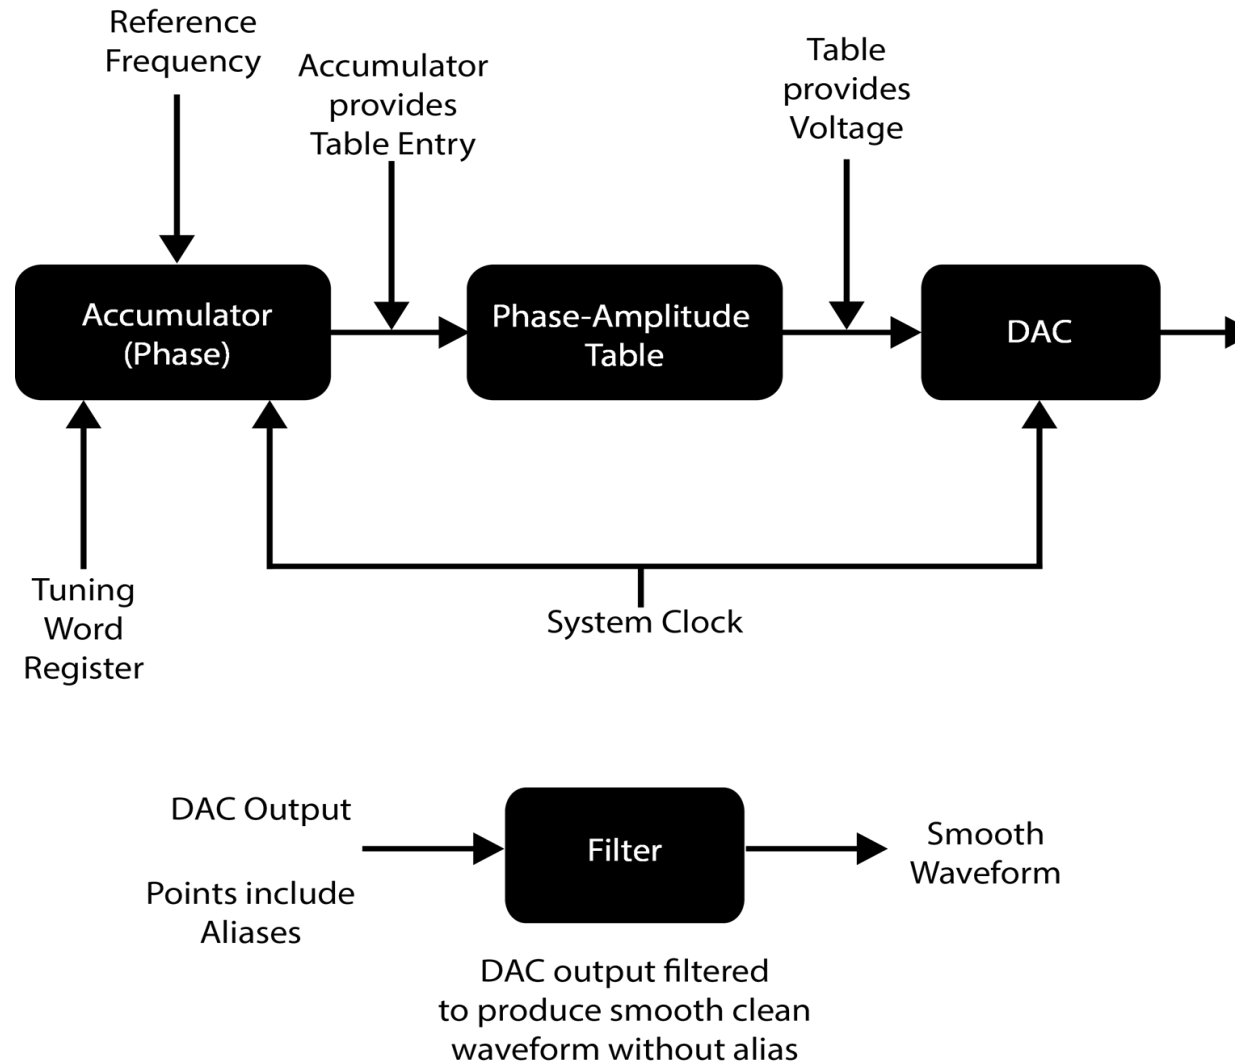 Reference
Frequency
Accumulator
provides
Table Entry
Table
provides
Voltage
Accumulator
(Phase)
Phase-Amplitude
Table
DAC
Tuning
Word
Register
System Clock
DAC Output
Points include
Aliases
Filter
Smooth
Waveform
DAC output filtered
to produce smooth clean
waveform without alias